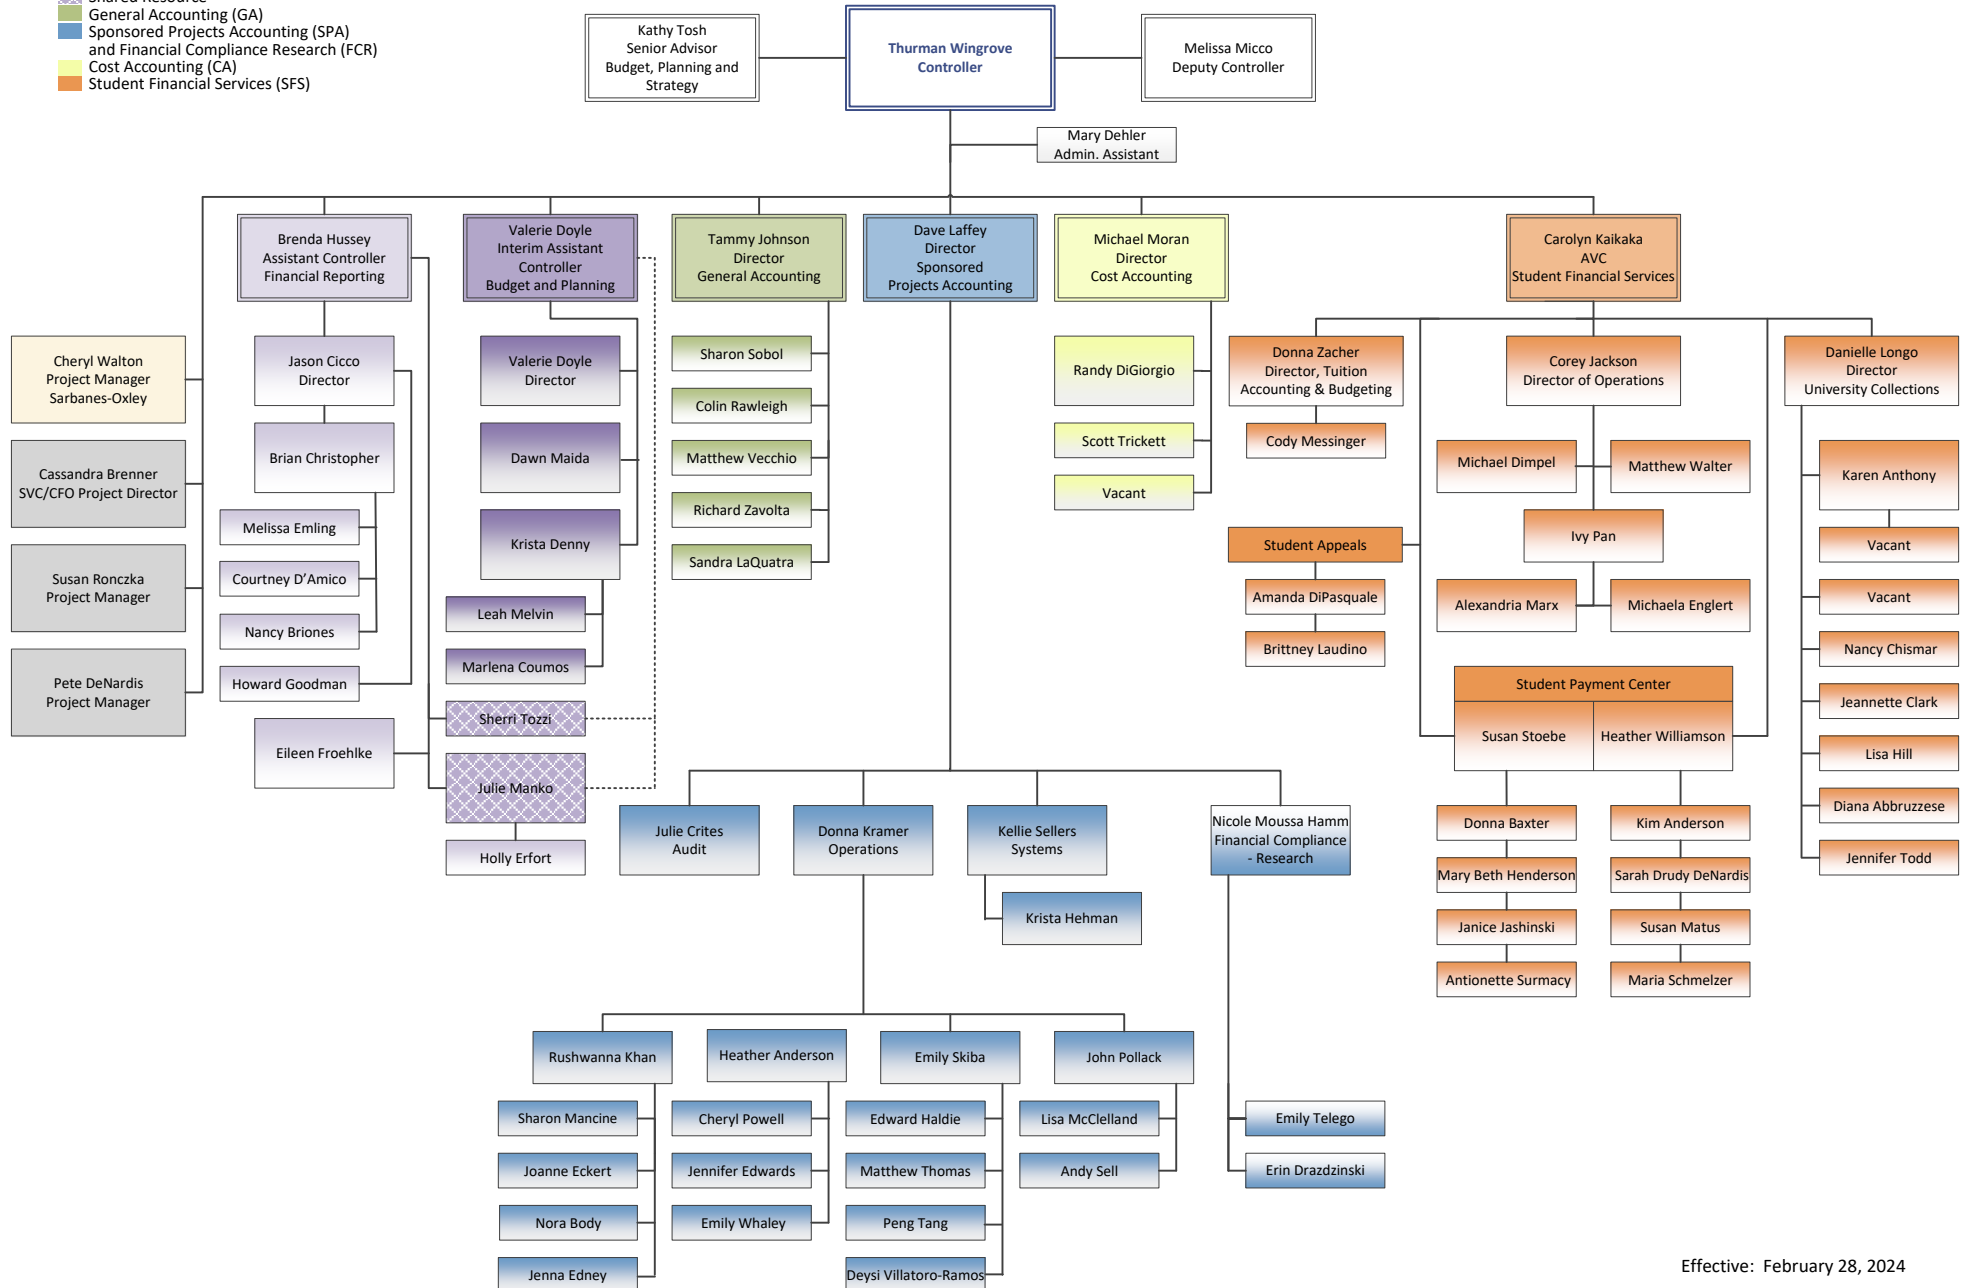 Shared Resource
General Accounting (GA)
Sponsored Projects Accounting (SPA)
and Financial Compliance Research (FCR)
Cost Accounting (CA)
Student Financial Services (SFS)
Kathy Tosh
Senior Advisor
Budget, Planning and
Strategy
Thurman Wingrove
Controller
Melissa Micco
Deputy Controller
Mary Dehler
Admin. Assistant
Brenda Hussey
Assistant Controller
Financial Reporting
Valerie Doyle
Interim Assistant
Controller
Budget and Planning
Tammy Johnson
Director
General Accounting
Dave Laffey
Director
Sponsored
Projects Accounting
Michael Moran
Director
Cost Accounting
Carolyn Kaikaka
AVC
Student Financial Services
Cheryl Walton
Project Manager
Sarbanes-Oxley
Cassandra Brenner
SVC/CFO Project Director
Susan Ronczka
Project Manager
Pete DeNardis
Project Manager
Jason Cicco
Director
Brian Christopher
Melissa Emling
Courtney D’Amico
Nancy Briones
Howard Goodman
Eileen Froehlke
Valerie Doyle
Director
Dawn Maida
Krista Denny
Leah Melvin
Marlena Coumos
Sherri Tozzi
Julie Manko
Holly Erfort
Sharon Sobol
Colin Rawleigh
Matthew Vecchio
Richard Zavolta
Sandra LaQuatra
Randy DiGiorgio
Scott Trickett
Vacant
Donna Zacher
Director, Tuition
Accounting & Budgeting
Cody Messinger
Student Appeals
Amanda DiPasquale
Brittney Laudino
Corey Jackson
Director of Operations
Michael Dimpel
Matthew Walter
Ivy Pan
Alexandria Marx
Michaela Englert
Student Payment Center
Susan Stoebe
Heather Williamson
Donna Baxter
Mary Beth Henderson
Janice Jashinski
Antionette Surmacy
Kim Anderson
Sarah Drudy DeNardis
Susan Matus
Maria Schmelzer
Danielle Longo
Director
University Collections
Karen Anthony
Vacant
Vacant
Nancy Chismar
Jeannette Clark
Lisa Hill
Diana Abbruzzese
Jennifer Todd
Julie Crites
Audit
Donna Kramer
Operations
Kellie Sellers
Systems
Krista Hehman
Nicole Moussa Hamm
Financial Compliance
- Research
Rushwanna Khan
Sharon Mancine
Joanne Eckert
Nora Body
Jenna Edney
Heather Anderson
Cheryl Powell
Jennifer Edwards
Emily Whaley
Emily Skiba
Edward Haldie
Matthew Thomas
Peng Tang
Deysi Villatoro-Ramos
John Pollack
Lisa McClelland
Andy Sell
Emily Telego
Erin Drazdzinski
Effective:  February 28, 2024